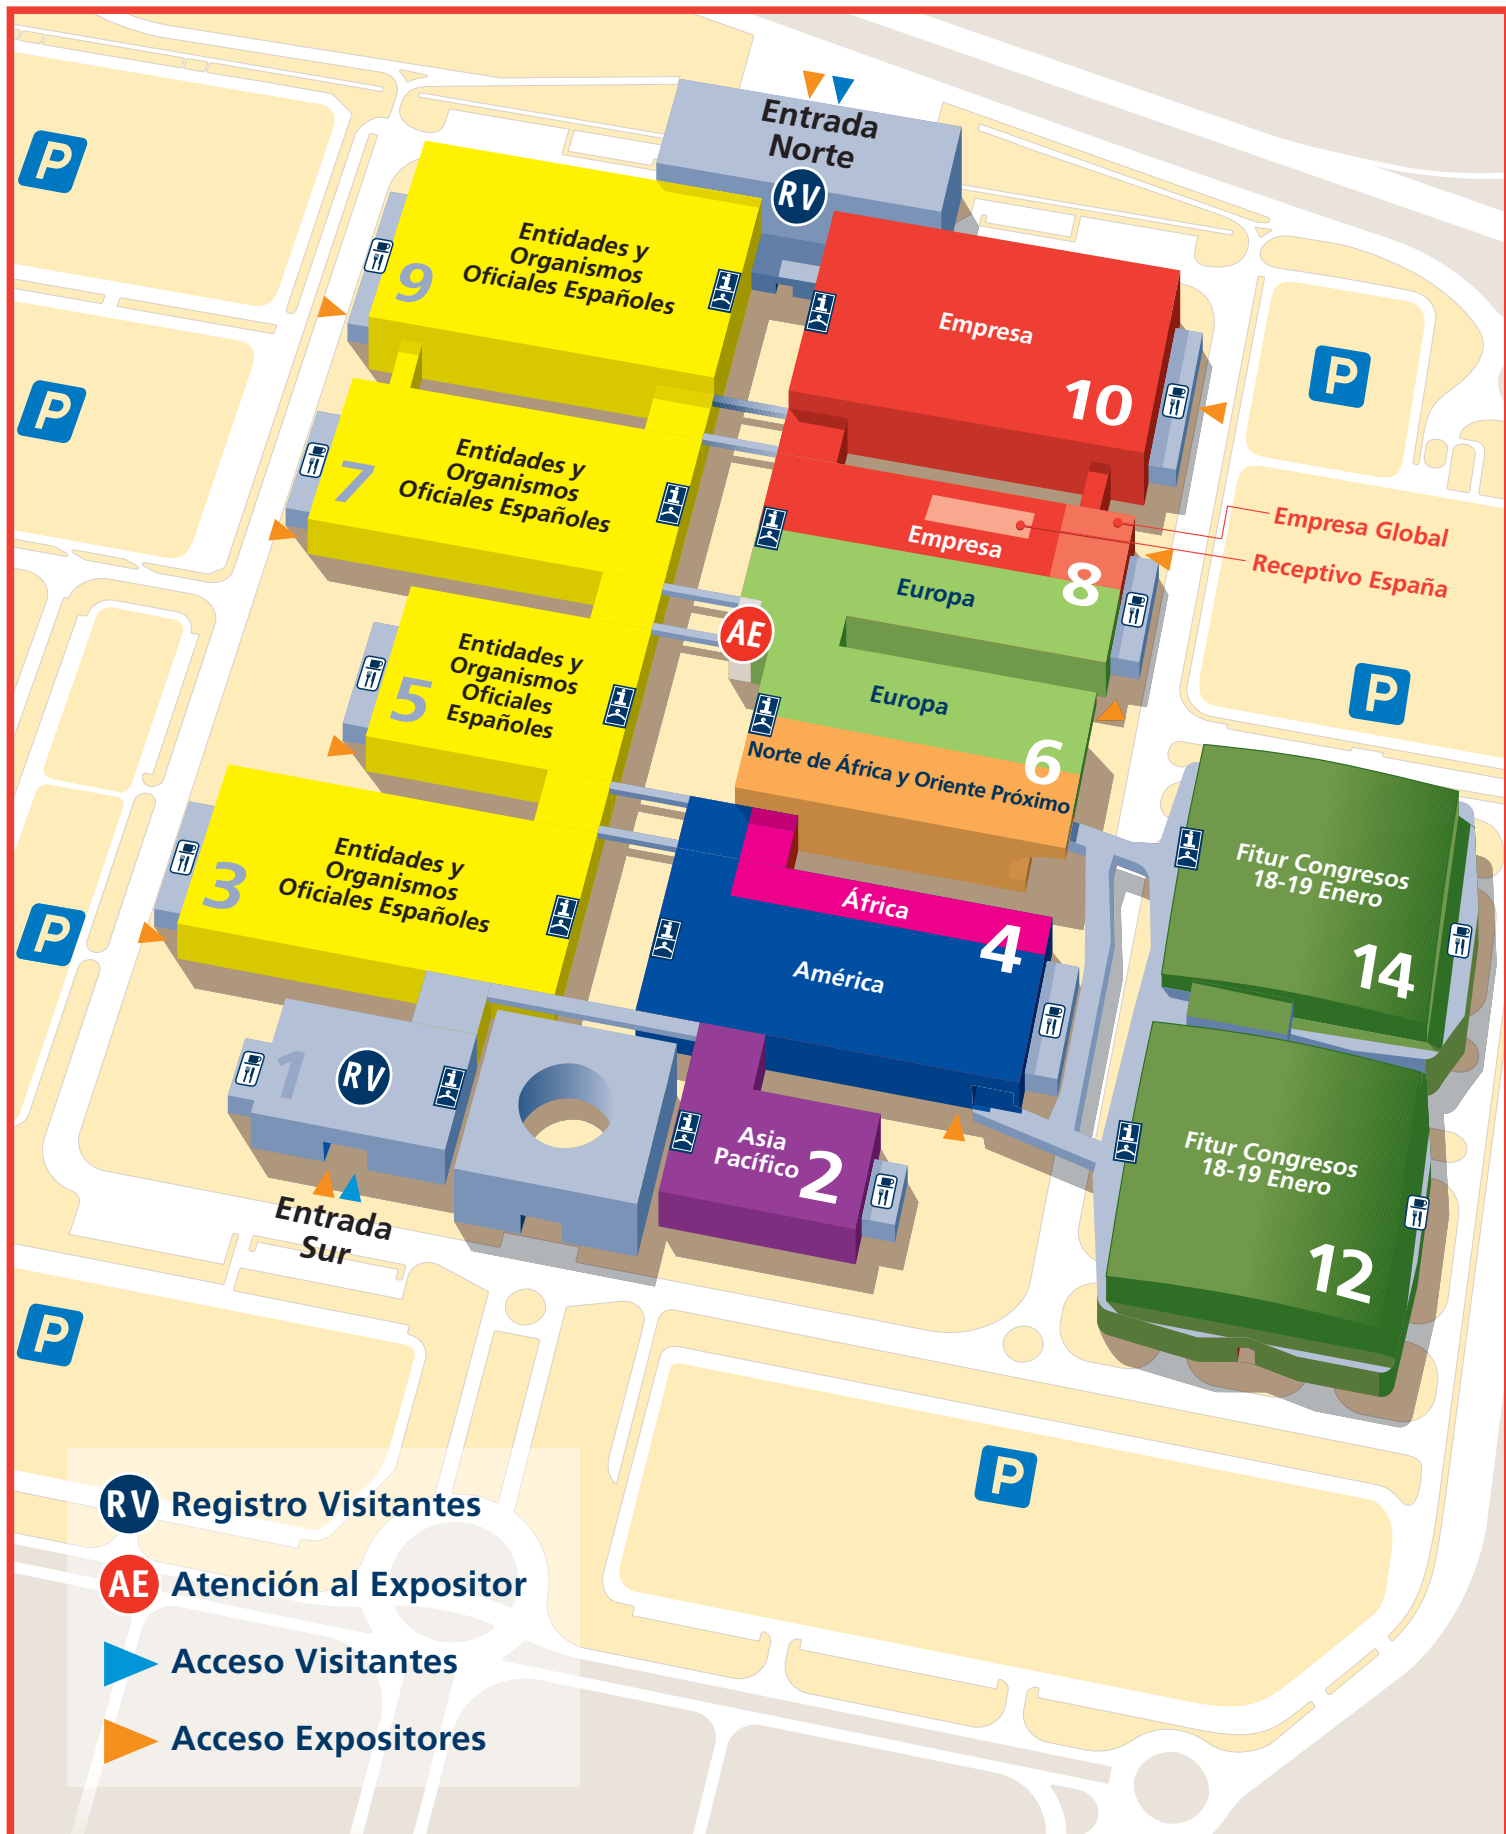 Entrada
Norte
RV
P
Entidades y
Organismos
Oficiales Españoles
9
i
i
Empresa
10
P
P
Entidades y
Organismos
Oficiales Españoles
7
i
i
Empresa
8
Empresa Global
Receptivo España
Europa
AE
Entidades y
Organismos
Oficiales
Españoles
5
i
i
Europa
6
Norte de África y Oriente Próximo
P
Entidades y
Organismos
Oficiales Españoles
3
i
i
África
4
América
i
Fitur Congresos
18-19 Enero
14
P
1
RV
i
i
Asia
Pacífico
2
i
Fitur Congresos
18-19 Enero
12
Entrada
Sur
P
P
RV Registro Visitantes
AE Atención al Expositor
Acceso Visitantes
Acceso Expositores